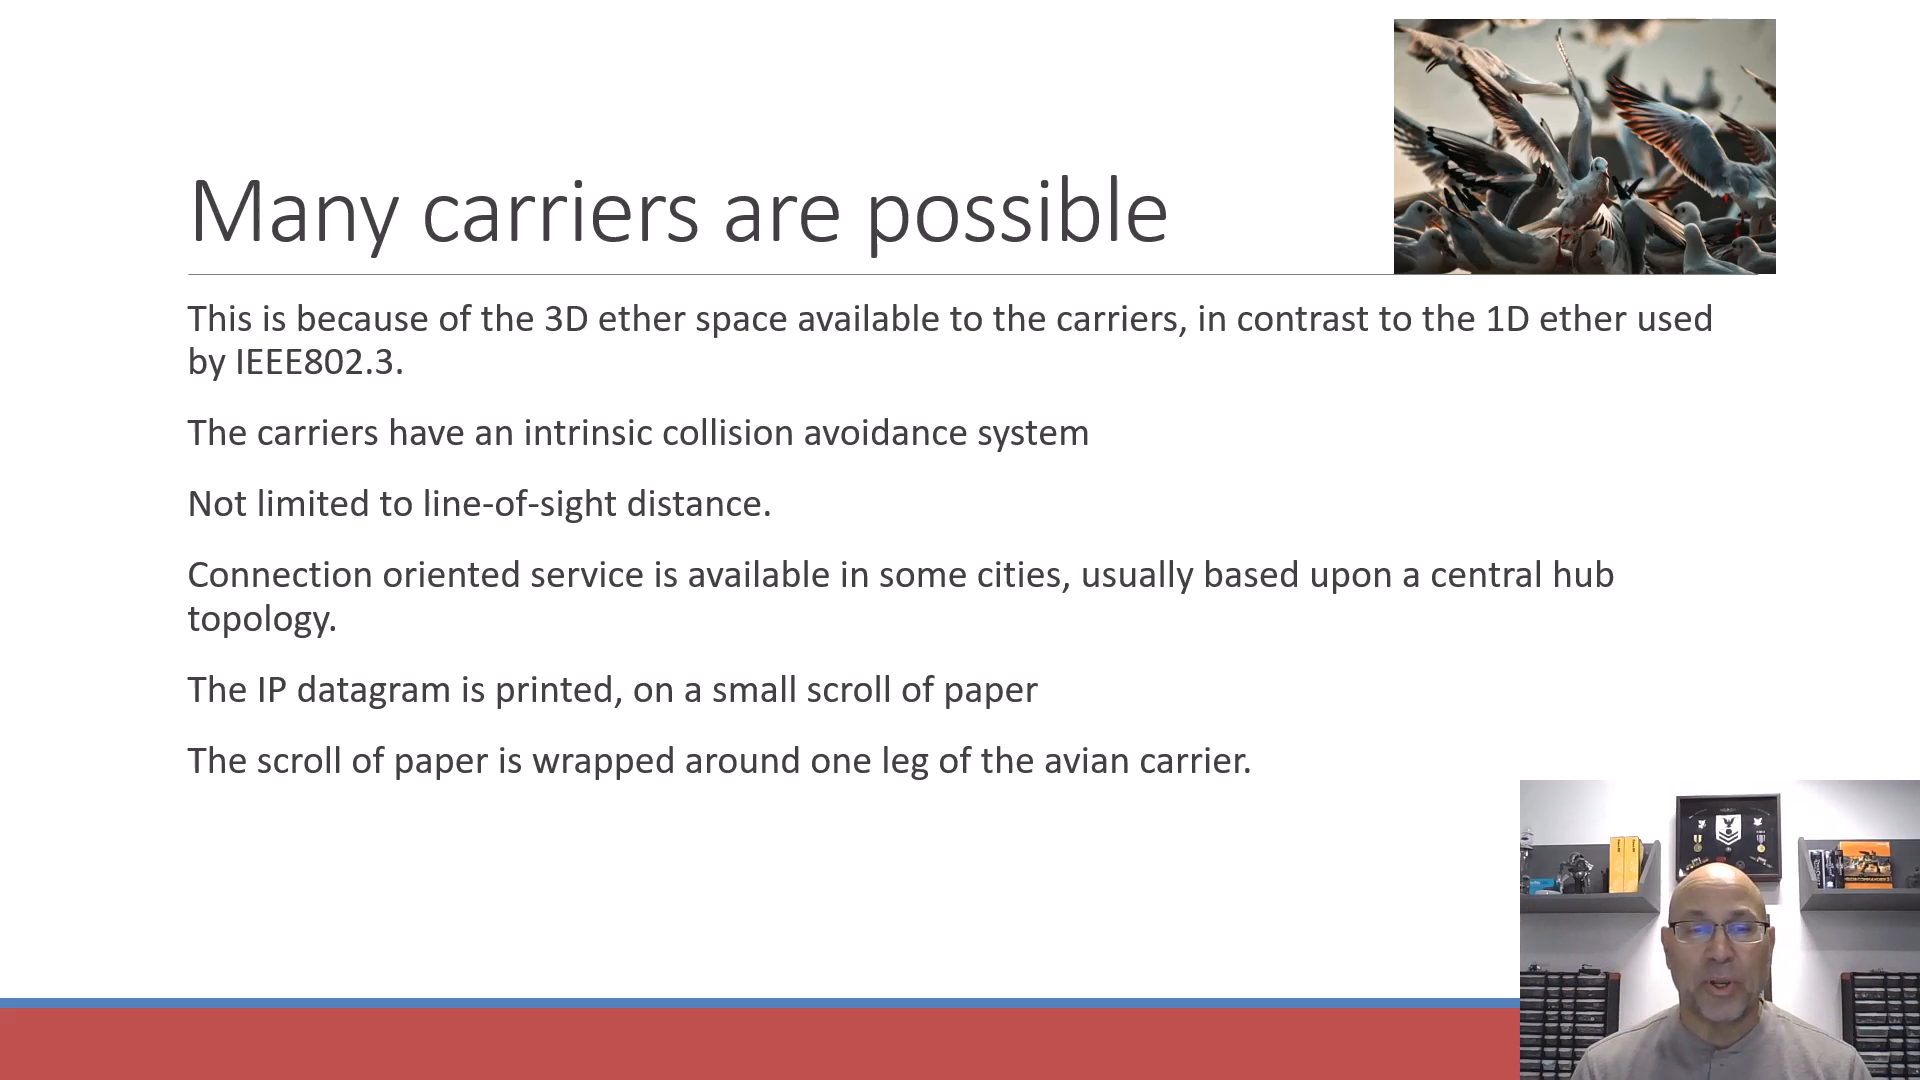 Many carriers are possible
This is because of the 3D ether space available to the carriers, in contrast to the 1D ether used
by IEEE802.3.
The carriers have an intrinsic collision avoidance system
Not limited to line-of-sight distance.
Connection oriented service is available in some cities, usually based upon a central hub
topology.
The IP datagram is printed, on a small scroll of paper
The scroll of paper is wrapped around one leg of the avian carrier.